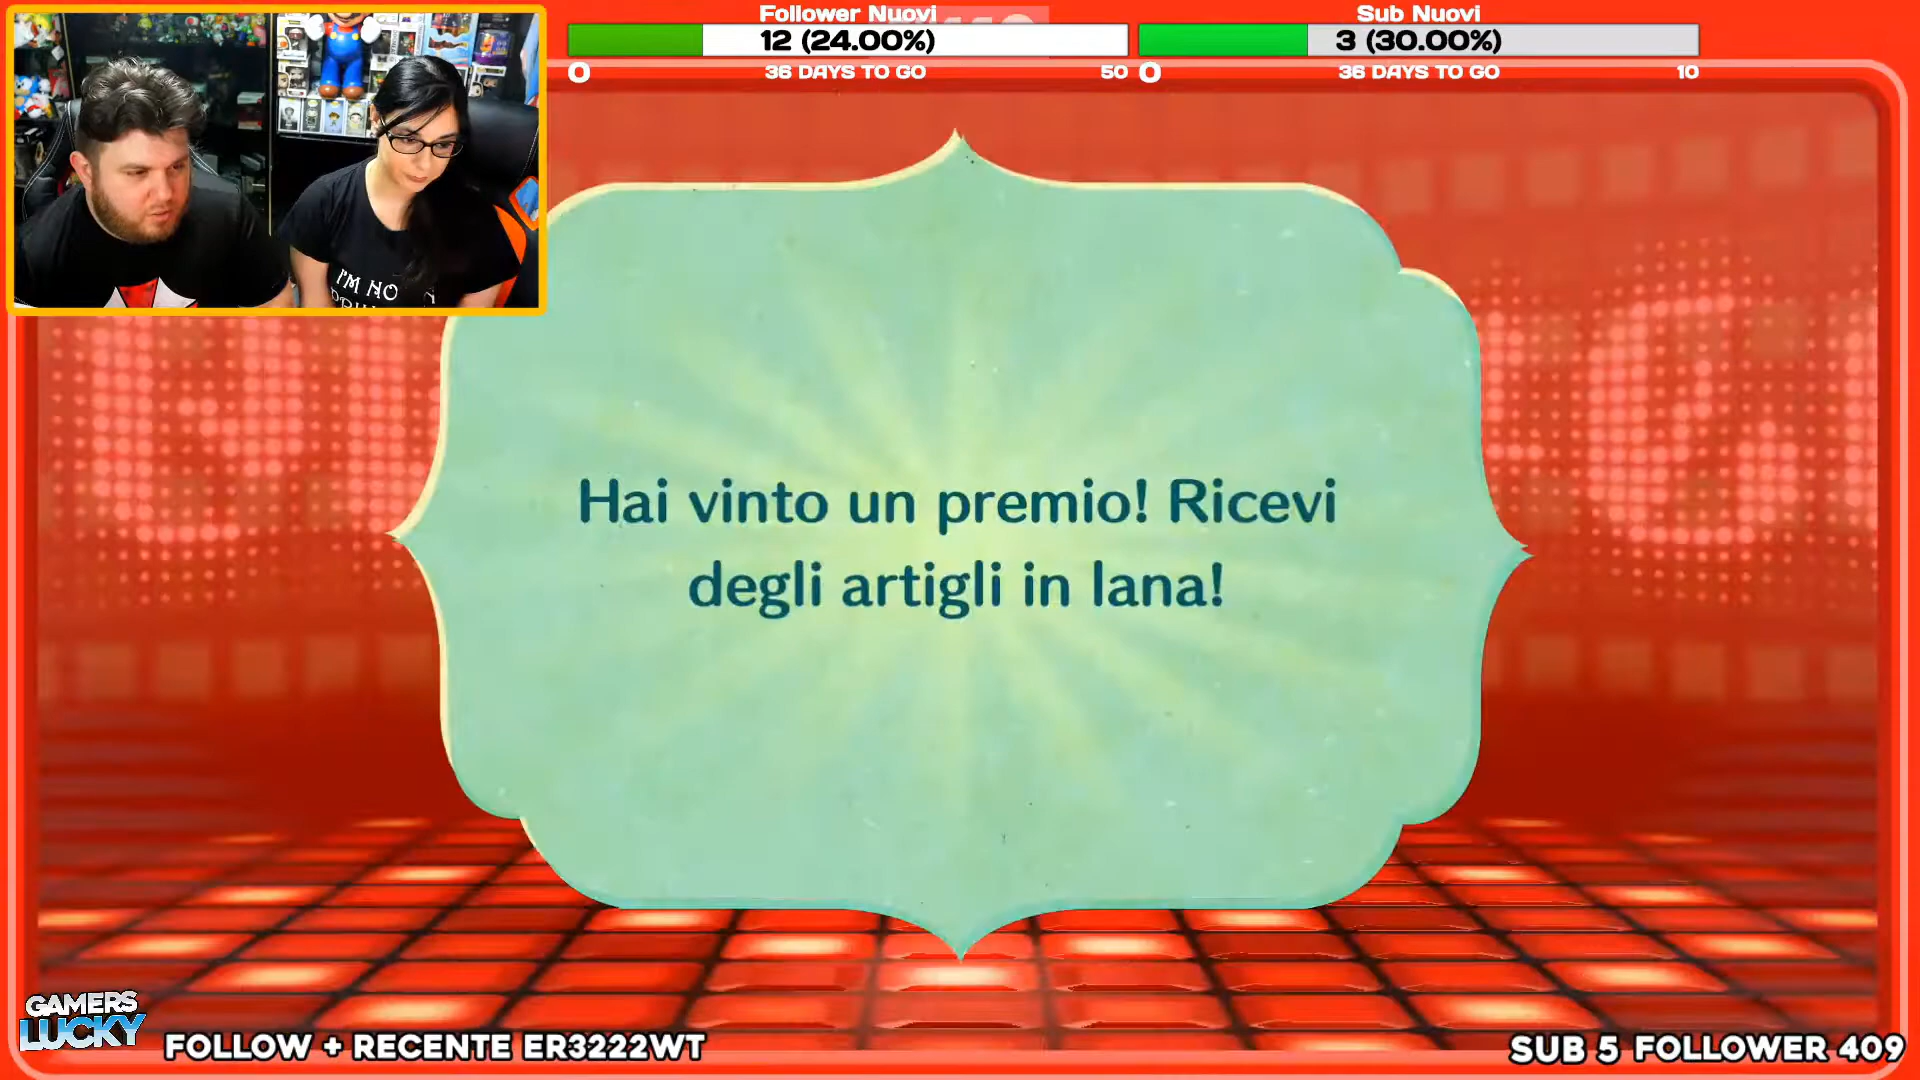 Follower Nuovi
12 (24.00%)
0
36 DAYS TO GO
50
Sub Nuovi
3 (30.00%)
0
36 DAYS TO GO
10
I'M NO
Hai vinto un premio! Ricevi
degli artigli in lana!
GAMERS
LUCKY
FOLLOW + RECENTE ER3222WT
SUB 5 FOLLOWER 409